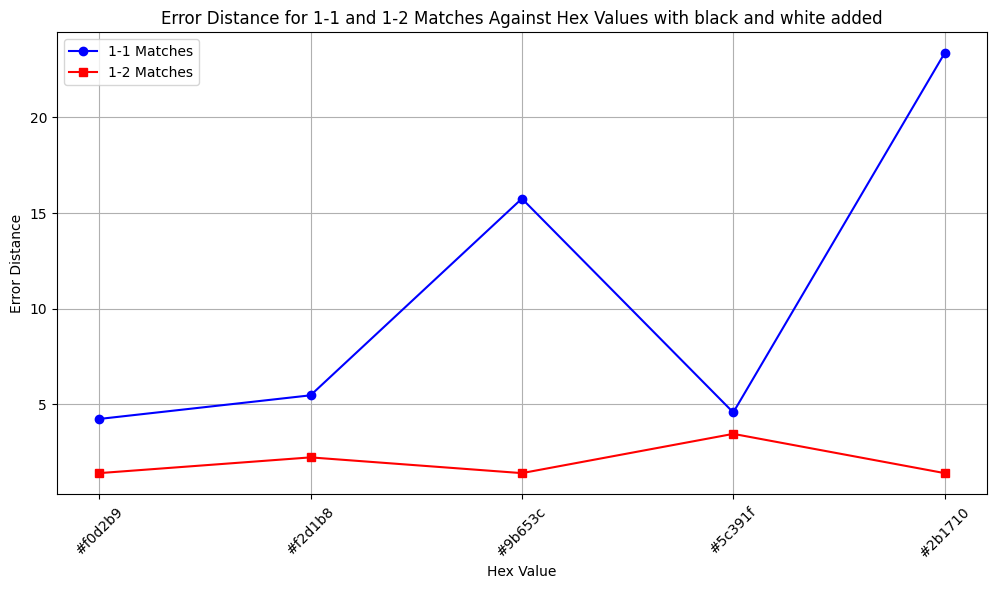 Error Distance for 1-1 and 1-2 Matches Against Hex Values with black and white added
1-1 Matches
1-2 Matches
20
15
10
5
Error Distance
#f0d2b9
#f2d1b8
#9b653c
#5c391f
#2b1710
Hex Value